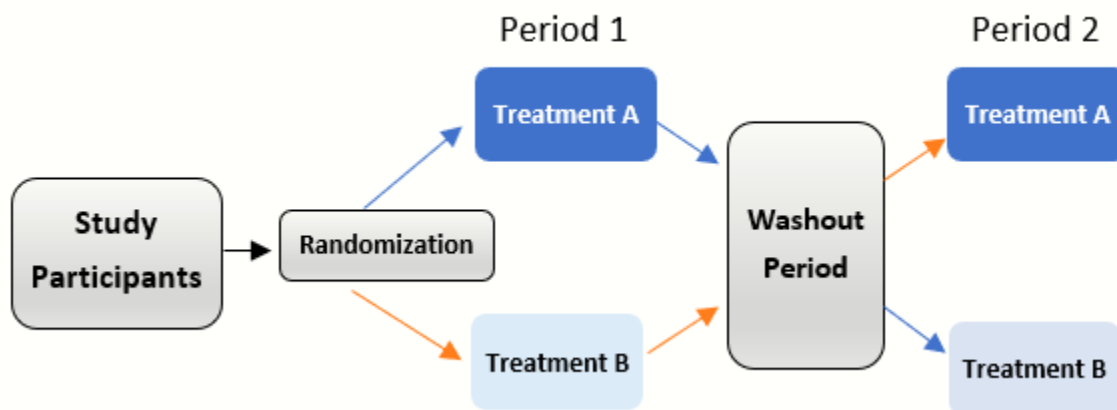 Period 1
Period 2
Treatment A
Treatment A
Study
Participants
Randomization
Washout
Period
Treatment B
Treatment B